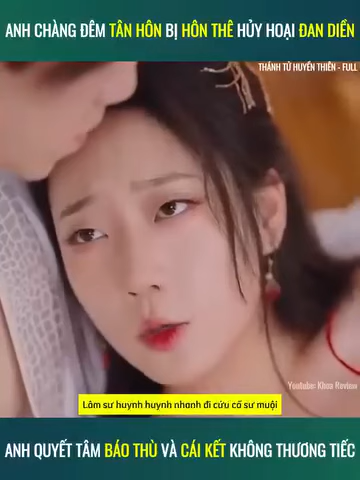 ANH CHÀNG ĐÊM TÂN HÔN BỊ HÔN THÊ HỦY HOẠI ĐAN DIỀN
THÁNH TỬ HUYỀN THIÊN - FULL
Youtube: Khoa Review
Lâm sư huynh huynh nhanh đi cứu cố sư muội
ANH QUYẾT TÂM BÁO THÙ VÀ CÁI KẾT KHÔNG THƯƠNG TIẾC